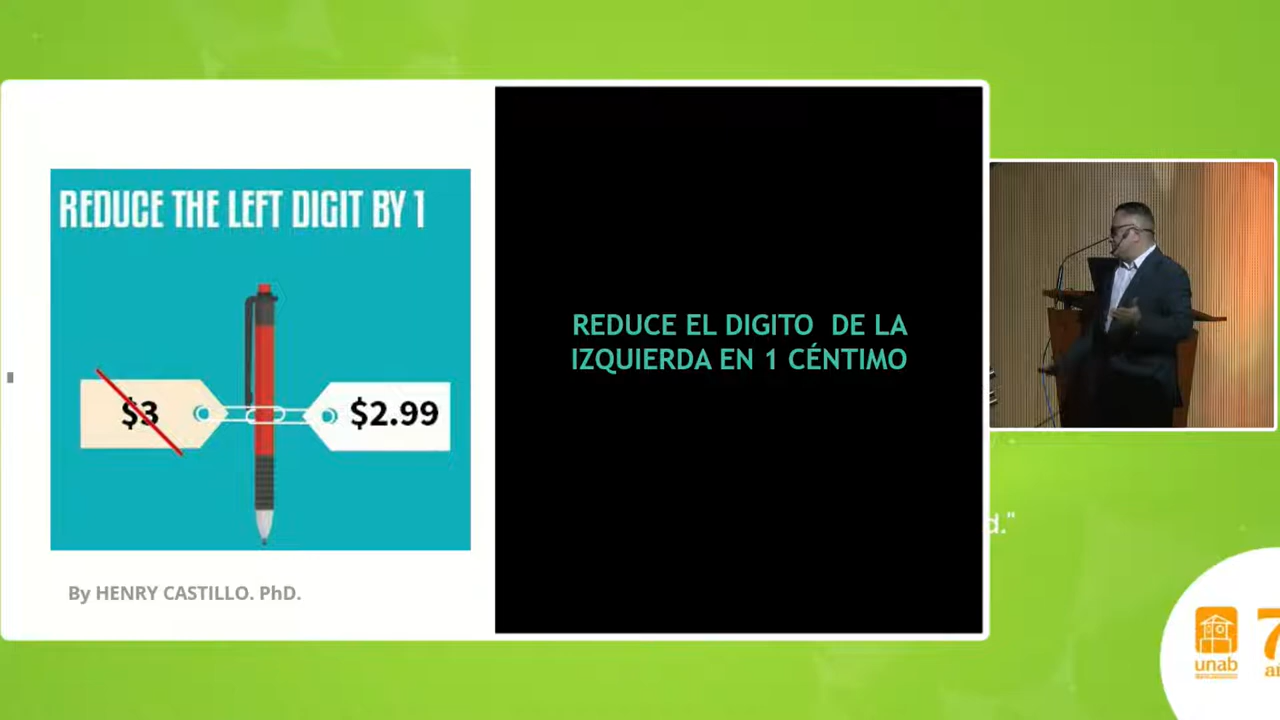 REDUCE THE LEFT DIGIT BY 1
$3
$2.99
By HENRY CASTILLO. PhD.
REDUCE EL DIGITO DE LA
IZQUIERDA EN 1 CÉNTIMO
d."
unab
7